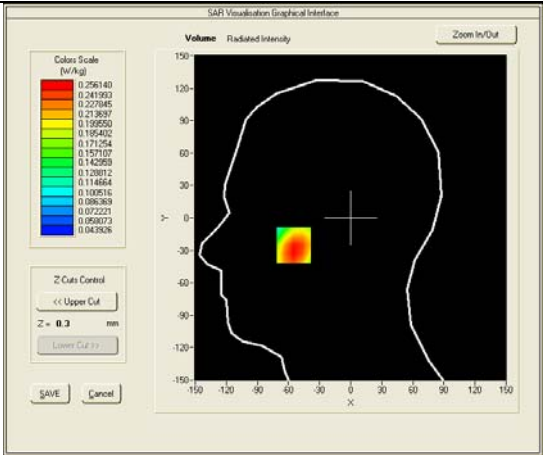 SAR Visualisation Graphical Interface
Volume Radiated Intensity
Zoom In/Out
Colors Scale
(W/kg)
0.256140
0.241993
0.227845
0.213697
0.199550
0.185402
0.171254
0.157107
0.142959
0.128812
0.114664
0.100516
0.086369
0.072221
0.058073
0.043926
Z Cuts Control
<< Upper Cut
Z = 0.3 mm
Lower Cut >>
SAVE Cancel
150
120
90
60
30
0
-30
-60
-90
-120
-150
Y
-150 -120 -90 -60 -30 0 30 60 90 120 150
X